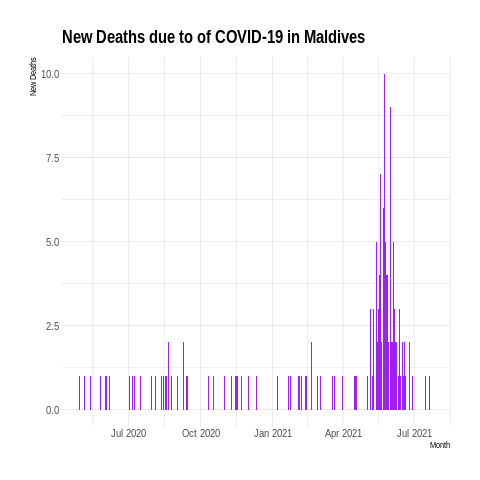 New Deaths due to of COVID-19 in Maldives
New Deaths
10.0
7.5
5.0
2.5
0.0
Jul 2020 Oct 2020 Jan 2021 Apr 2021 Jul 2021
Month